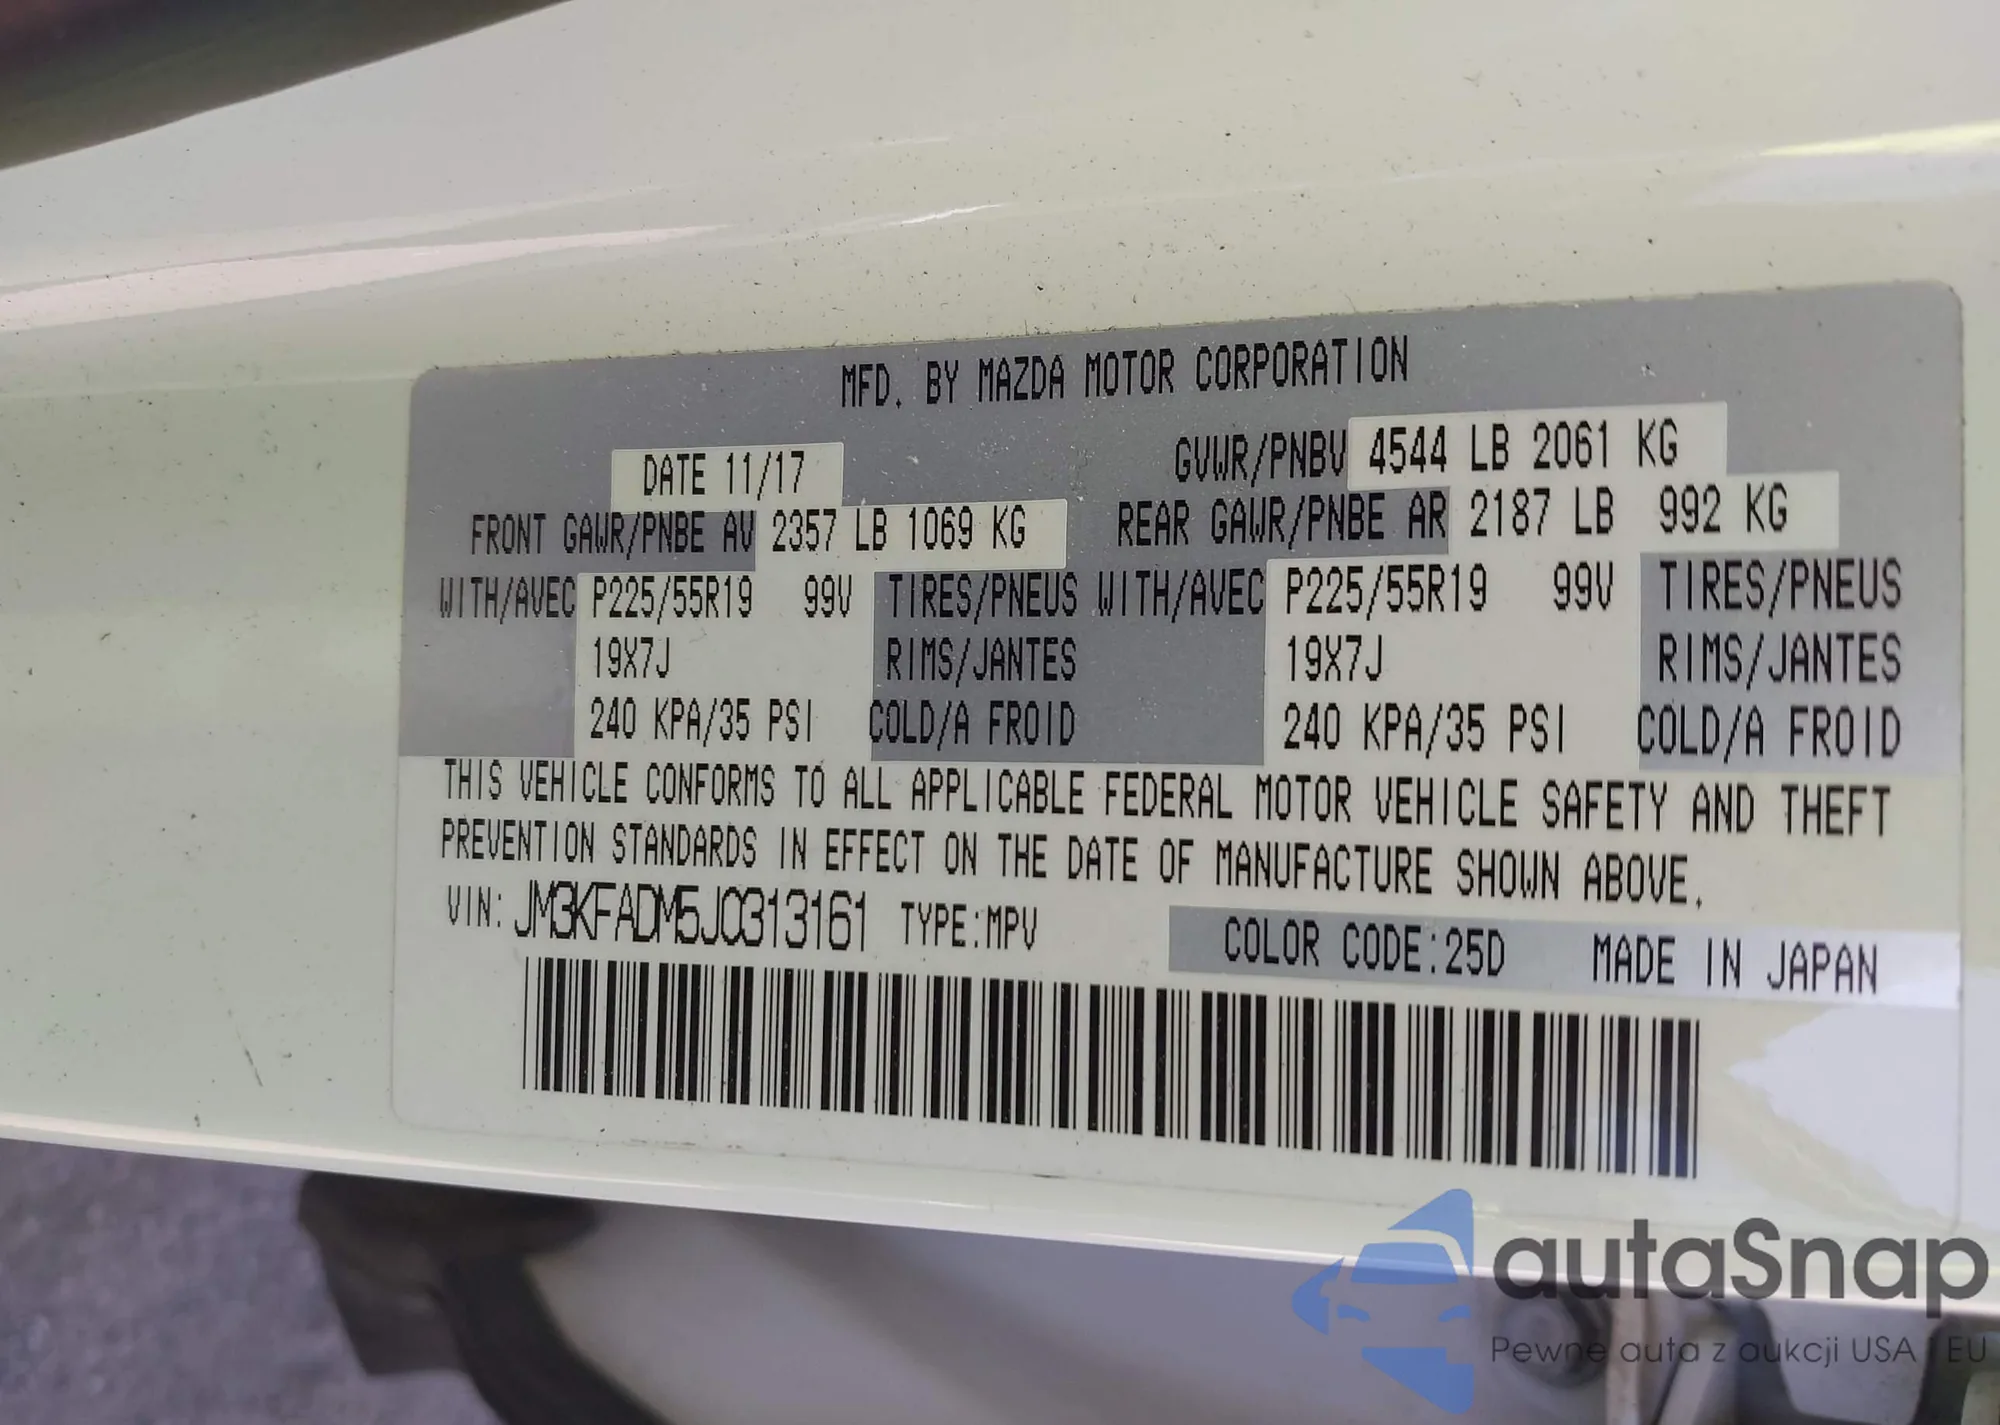 MFD. BY MAZDA MOTOR CORPORATION
DATE 11/17 GVWR/PNBV 4544 LB 2061 KG
FRONT GAWR/PNBE AV 2357 LB 1069 KG REAR GAWR/PNBE AR 2187 LB 992 KG
WITH/AVEC P225/55R19 99V TIRES/PNEUS WITH/AVEC P225/55R19 99V TIRES/PNEUS
19X7J RIMS/JANTES 19X7J RIMS/JANTES
240 KPA/35 PSI COLD/A FROID 240 KPA/35 PSI COLD/A FROID
THIS VEHICLE CONFORMS TO ALL APPLICABLE FEDERAL MOTOR VEHICLE SAFETY AND THEFT
PREVENTION STANDARDS IN EFFECT ON THE DATE OF MANUFACTURE SHOWN ABOVE.
VIN: JM3KFADM5J0313161 TYPE:MPV COLOR CODE:25D MADE IN JAPAN
autaSnap
Pewne auta z aukcji USA i EU